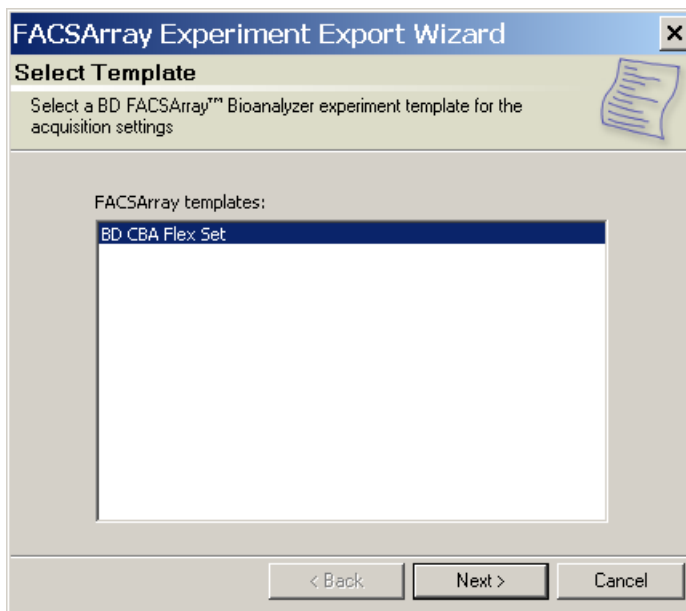 FACSArray Experiment Export Wizard
Select Template
Select a BD FACSArray™ Bioanalyzer experiment template for the
acquisition settings
FACSArray templates:
BD CBA Flex Set
< Back
Next >
Cancel